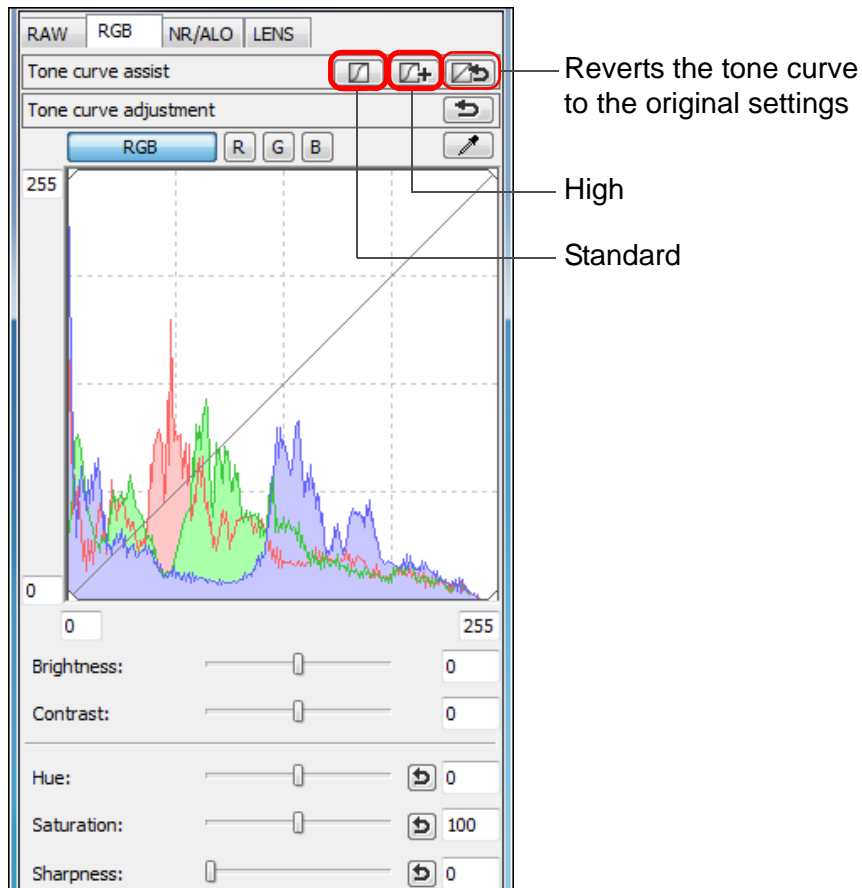 RAW RGB NR/ALO LENS
Tone curve assist
Reverts the tone curve
to the original settings
Tone curve adjustment
RGB R G B
High
Standard
255
0
0 255
Brightness: 0
Contrast: 0
Hue: 0
Saturation: 100
Sharpness: 0